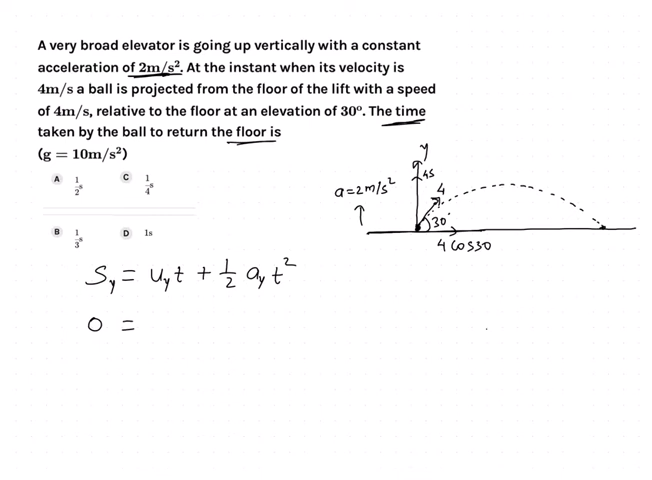 A very broad elevator is going up vertically with a constant
acceleration of 2m/s². At the instant when its velocity is
4m/s a ball is projected from the floor of the lift with a speed
of 4m/s, relative to the floor at an elevation of 30º. The time
taken by the ball to return the floor is
(g = 10m/s²)
A 1/2 s
C 1/4 s
B 1/3 s
D 1s
y
4s
a=2m/s²
4
30°
4 cos30
Sy = uyt + 1/2 ayt²
0 =